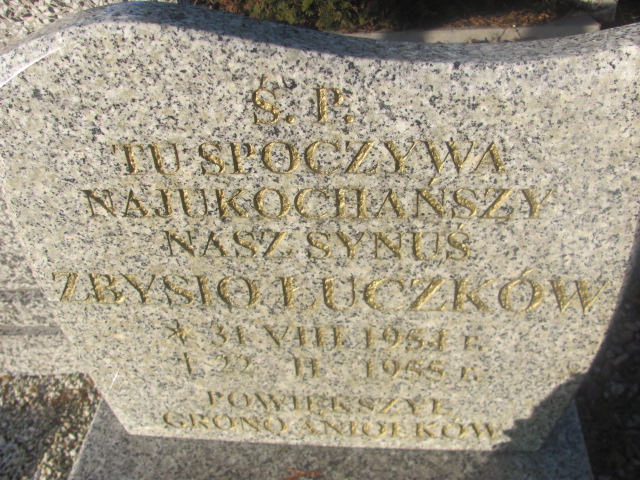 Ś. P.
TU SPOCZYWA
NAJUKOCHAŃSZY
NASZ SYNUŚ
ZBYSIO ŁUCZKÓW
* 31 VIII 1954 r.
† 22 II 1955 r.
POWIĘKSZYŁ
GRONO ANIOŁKÓW